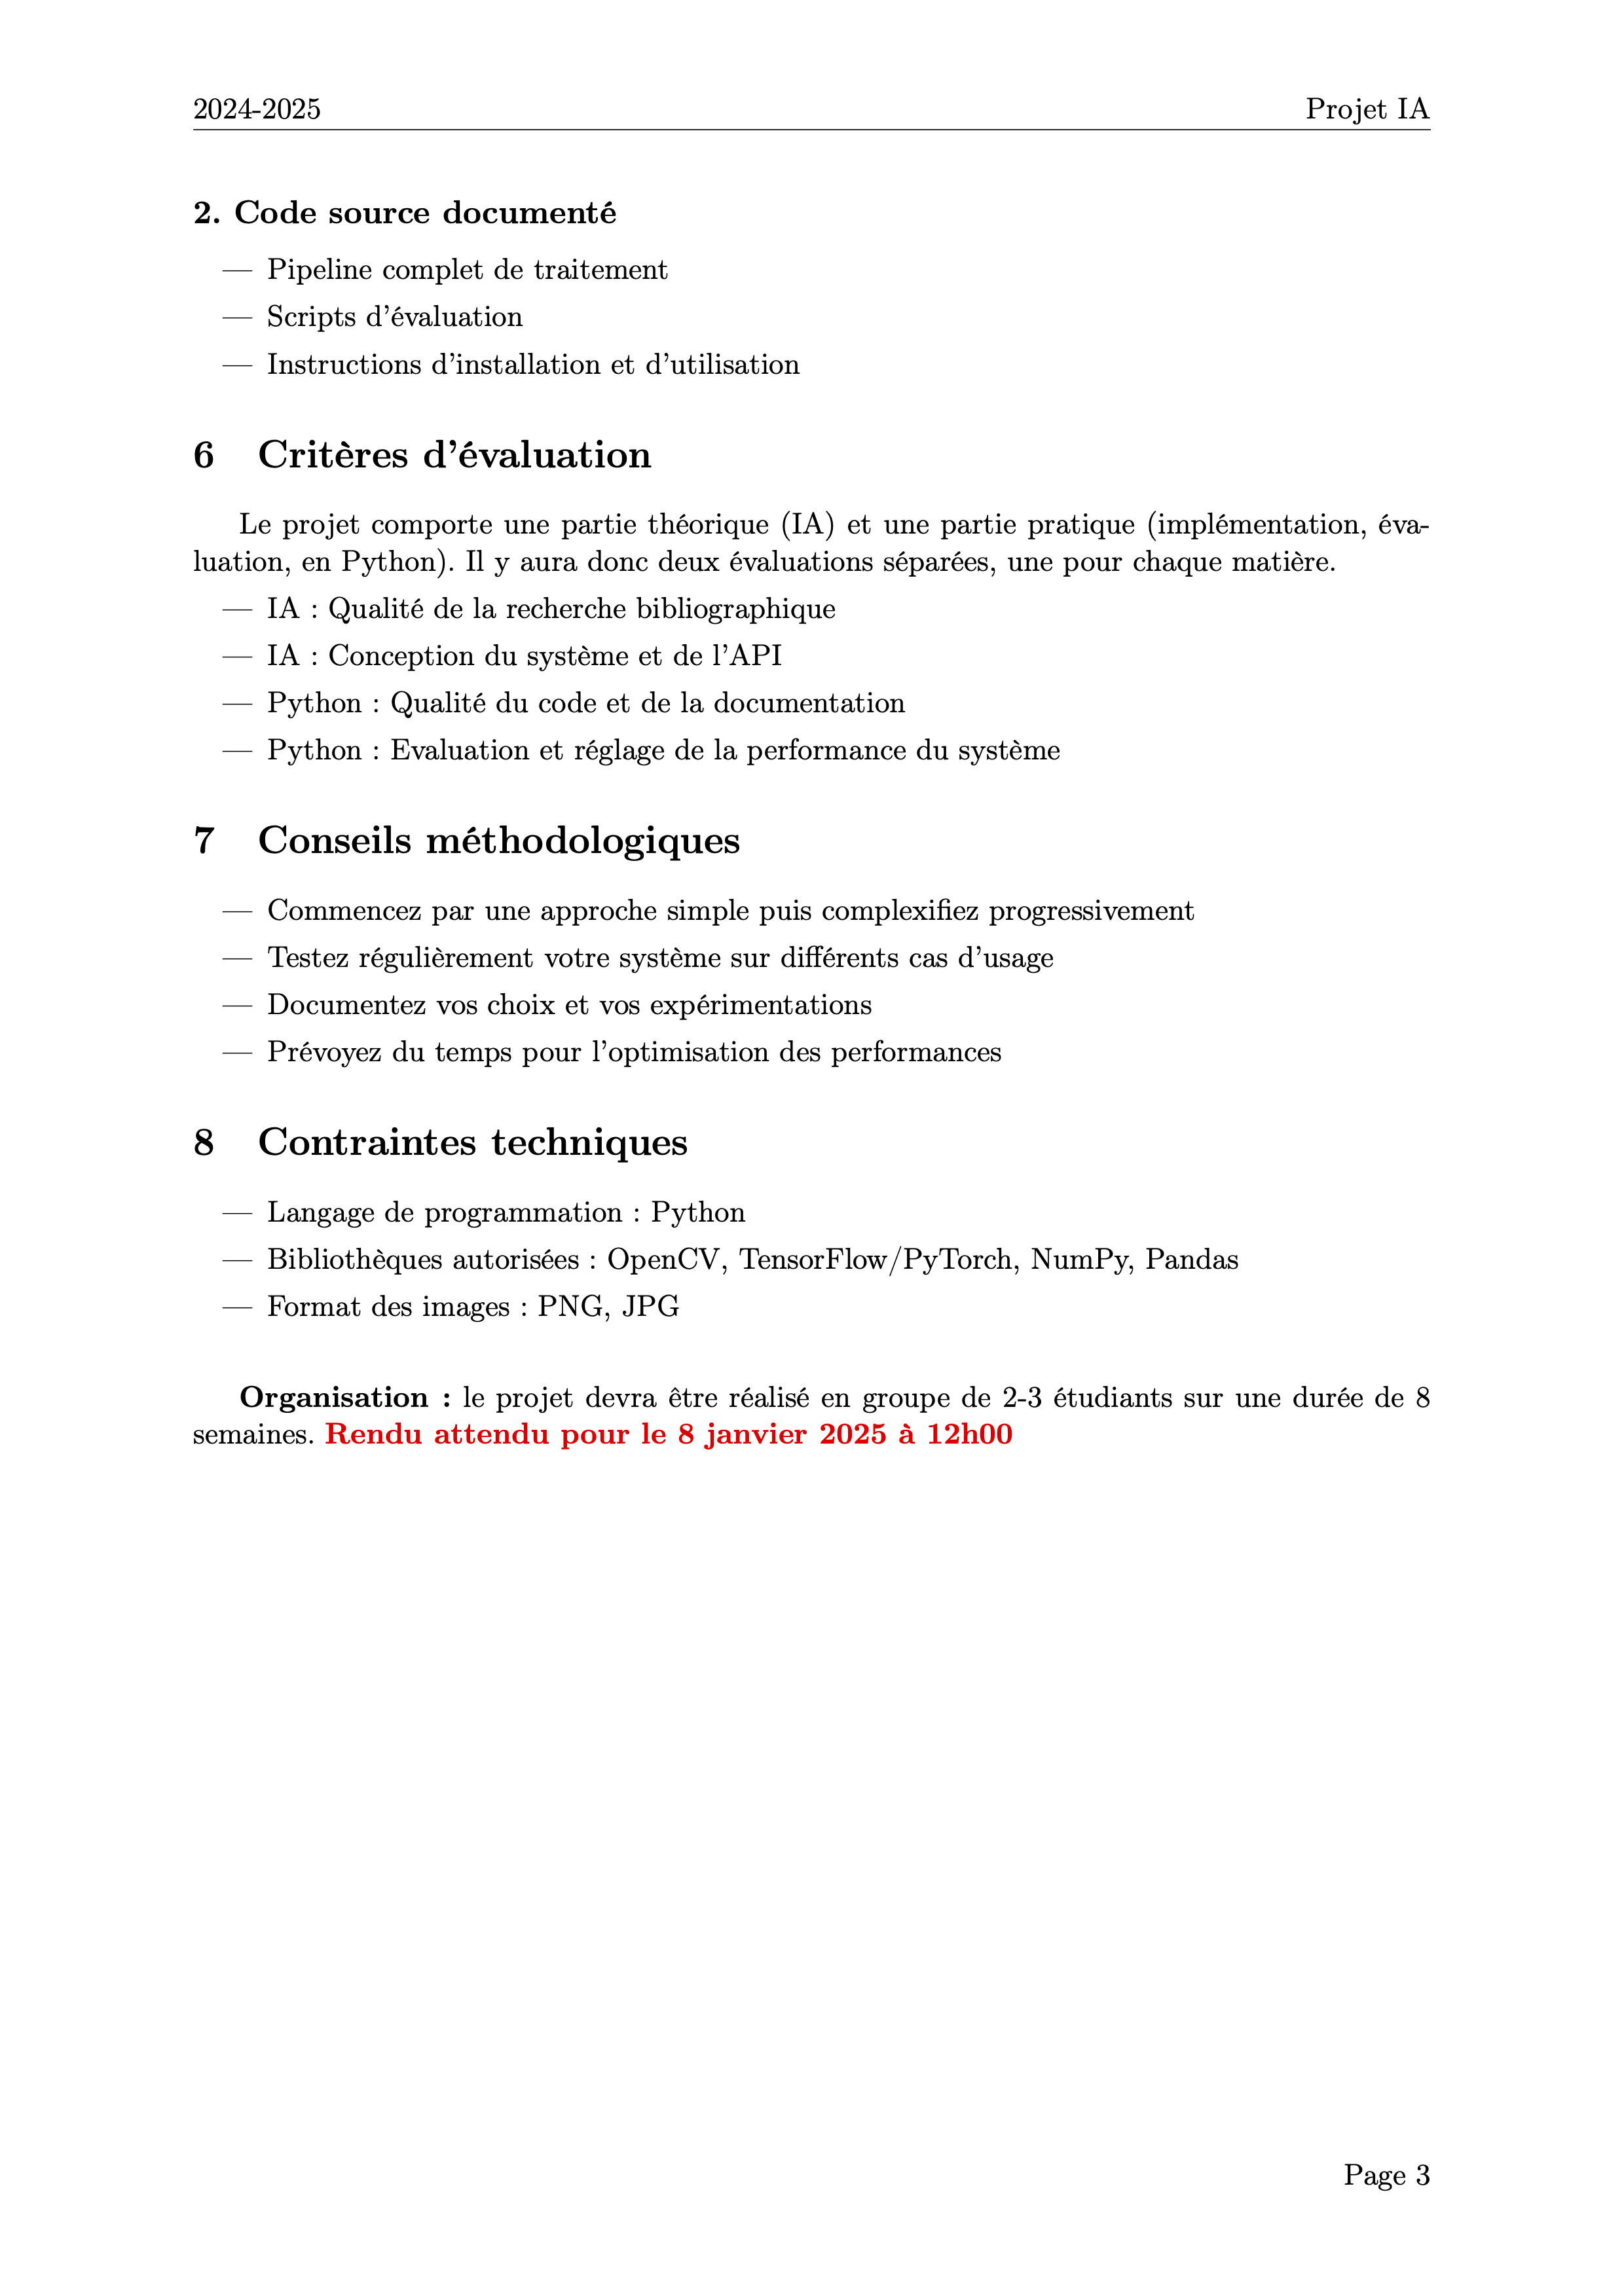 2024-2025 Projet IA
2. Code source documenté
— Pipeline complet de traitement
— Scripts d’évaluation
— Instructions d’installation et d’utilisation
6 Critères d’évaluation
Le projet comporte une partie théorique (IA) et une partie pratique (implémentation, éva-
luation, en Python). Il y aura donc deux évaluations séparées, une pour chaque matière.
— IA : Qualité de la recherche bibliographique
— IA : Conception du système et de l’API
— Python : Qualité du code et de la documentation
— Python : Evaluation et réglage de la performance du système
7 Conseils méthodologiques
— Commencez par une approche simple puis complexifiez progressivement
— Testez régulièrement votre système sur différents cas d’usage
— Documentez vos choix et vos expérimentations
— Prévoyez du temps pour l’optimisation des performances
8 Contraintes techniques
— Langage de programmation : Python
— Bibliothèques autorisées : OpenCV, TensorFlow/PyTorch, NumPy, Pandas
— Format des images : PNG, JPG
Organisation : le projet devra être réalisé en groupe de 2-3 étudiants sur une durée de 8
semaines. Rendu attendu pour le 8 janvier 2025 à 12h00
Page 3